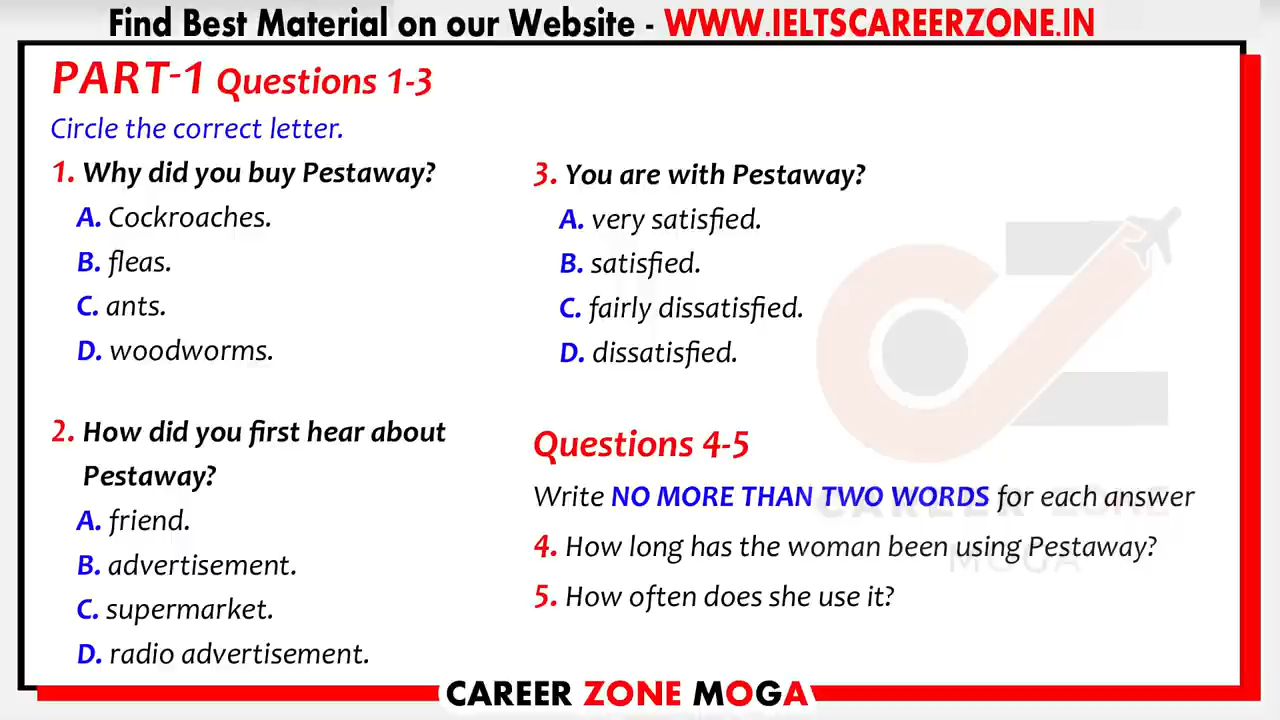 Find Best Material on our Website - WWW.IELTSCAREERZONE.IN
PART-1 Questions 1-3
Circle the correct letter.
1. Why did you buy Pestaway?
A. Cockroaches.
B. fleas.
C. ants.
D. woodworms.
2. How did you first hear about
Pestaway?
A. friend.
B. advertisement.
C. supermarket.
D. radio advertisement.
3. You are with Pestaway?
A. very satisfied.
B. satisfied.
C. fairly dissatisfied.
D. dissatisfied.
Questions 4-5
Write NO MORE THAN TWO WORDS for each answer
4. How long has the woman been using Pestaway?
5. How often does she use it?
CAREER ZONE
MOGA
CAREER ZONE MOGA